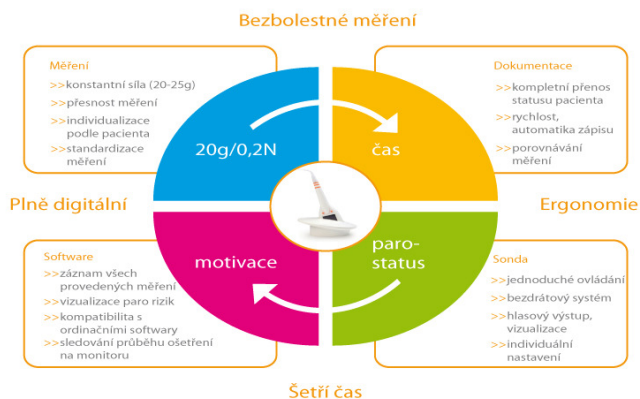 Bezbolestné měření
Měření
>>konstantní síla (20-25g)
>>přesnost měření
>>individualizace
podle pacienta
>>standardizace
měření
20g/0,2N
čas
Dokumentace
>>kompletní přenos
statusu pacienta
>>rychlost,
automatika zápisu
>>porovnávání
měření
Plně digitální
Ergonomie
Software
>>záznam všech
provedených měření
>>vizualizace paro rizik
>>kompatibilita s
ordinačními softwary
>>sledování průběhu ošetření
na monitoru
motivace
paro-
status
Sonda
>>jednoduché ovládání
>>bezdrátový systém
>>hlasový výstup,
vizualizace
>>individuální
nastavení
Šetří čas